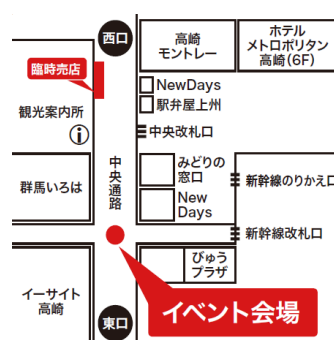 西口
高崎
モントレー
ホテル
メトロポリタン
高崎(6F)
臨時売店
NewDays
駅弁屋上州
観光案内所
i
中央改札口
中央通路
みどりの
窓口
新幹線のりかえ口
群馬いろは
New
Days
新幹線改札口
びゅう
プラザ
イーサイト
高崎
イベント会場
東口